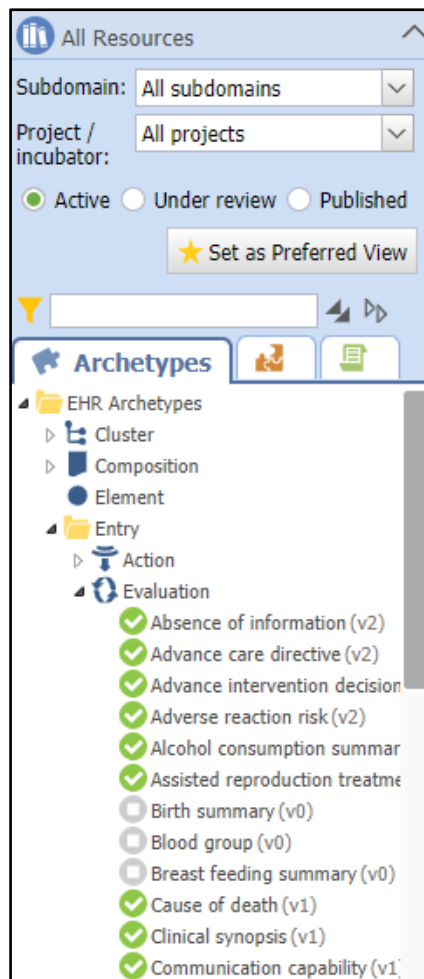 All Resources
Subdomain: All subdomains
Project / incubator: All projects
Active Under review Published
Set as Preferred View
Archetypes
EHR Archetypes
Cluster
Composition
Element
Entry
Action
Evaluation
Absence of information (v2)
Advance care directive (v2)
Advance intervention decision
Adverse reaction risk (v2)
Alcohol consumption summar
Assisted reproduction treatme
Birth summary (v0)
Blood group (v0)
Breast feeding summary (v0)
Cause of death (v1)
Clinical synopsis (v1)
Communication capability (v1)